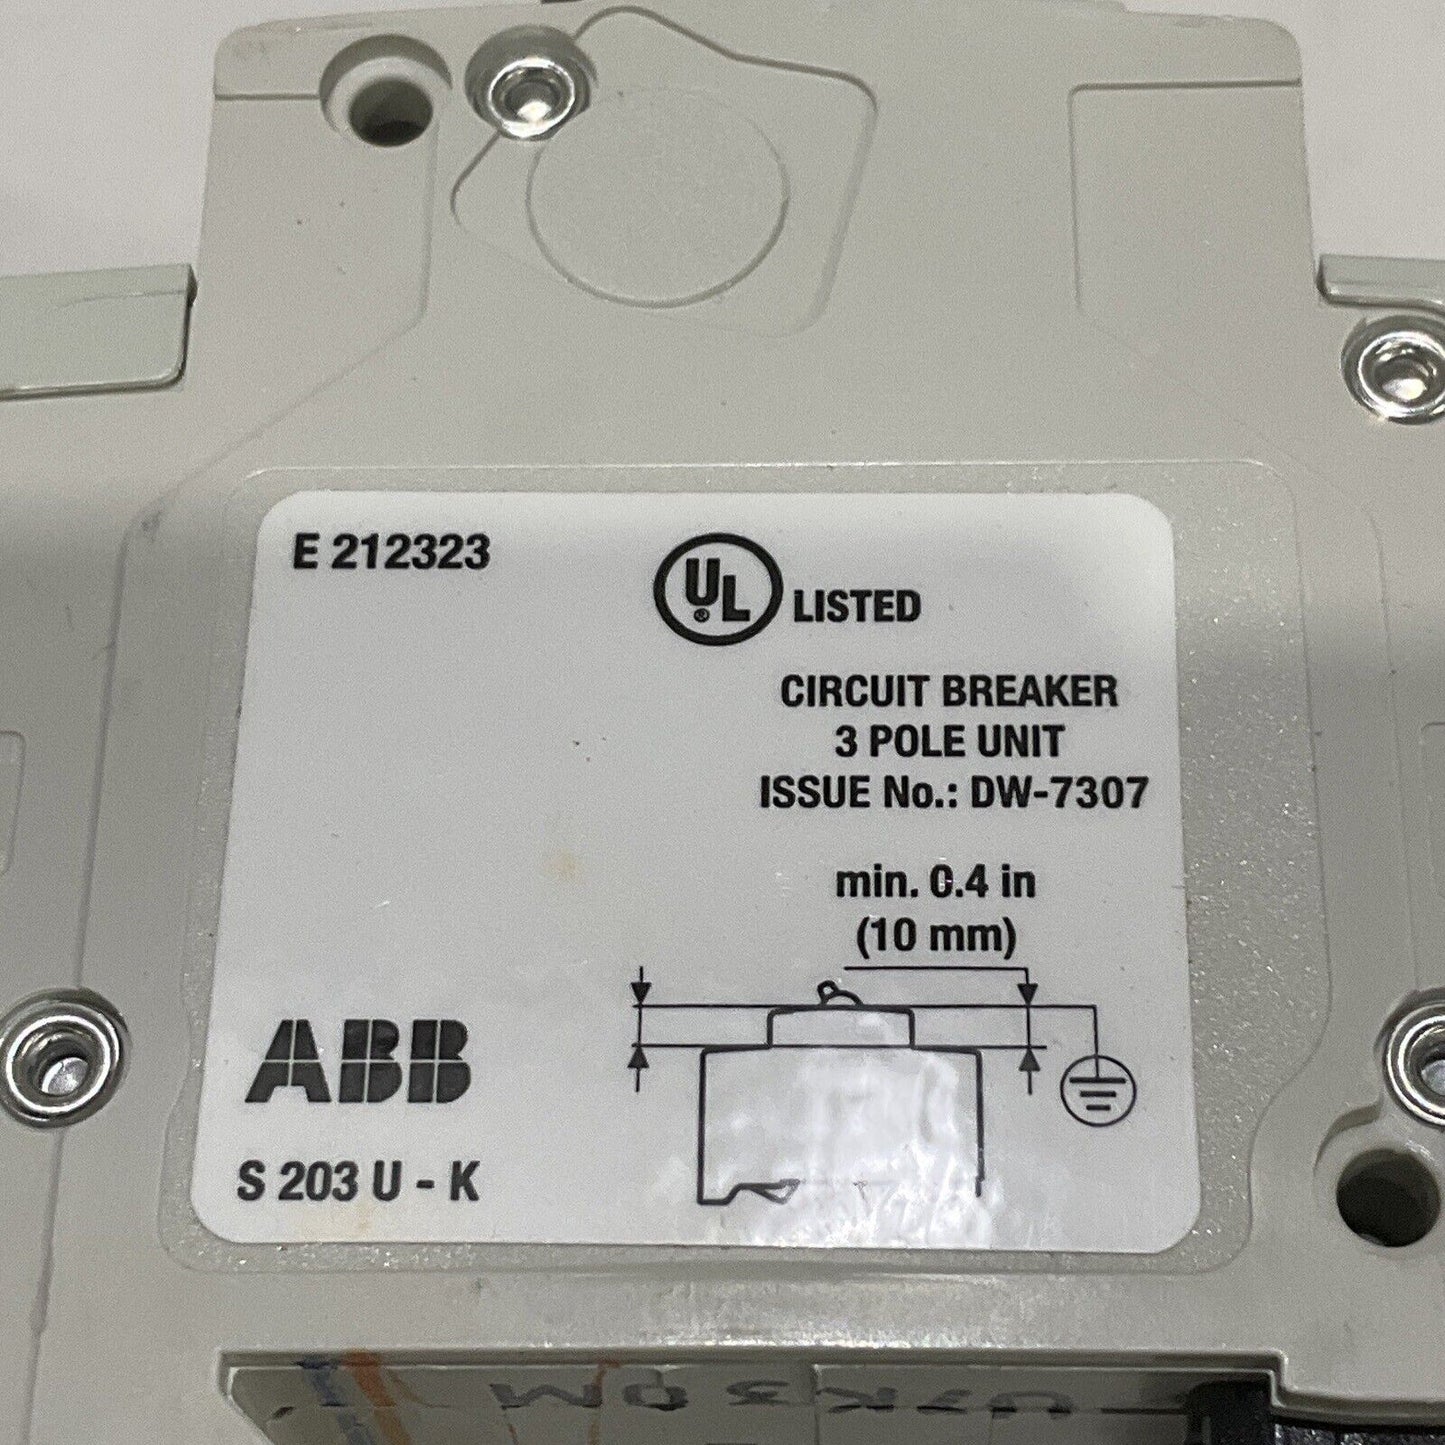 E 212323
UL® LISTED
CIRCUIT BREAKER
3 POLE UNIT
ISSUE No.: DW-7307
min. 0.4 in
(10 mm)
ABB
S 203 U - K